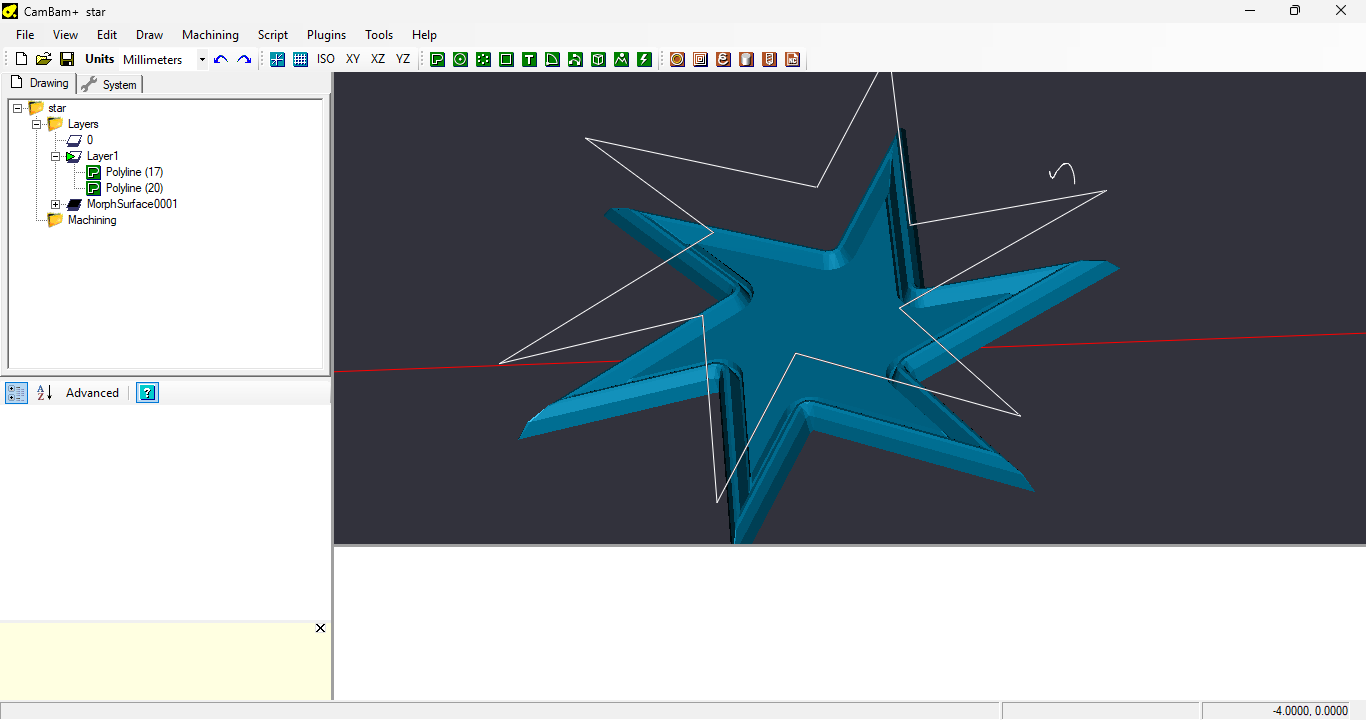 CamBam+ star
File View Edit Draw Machining Script Plugins Tools Help
Units Millimeters ISO XY XZ YZ
Drawing System
star
Layers
0
Layer1
Polyline (17)
Polyline (20)
MorphSurface0001
Machining
Advanced
-4.0000, 0.0000